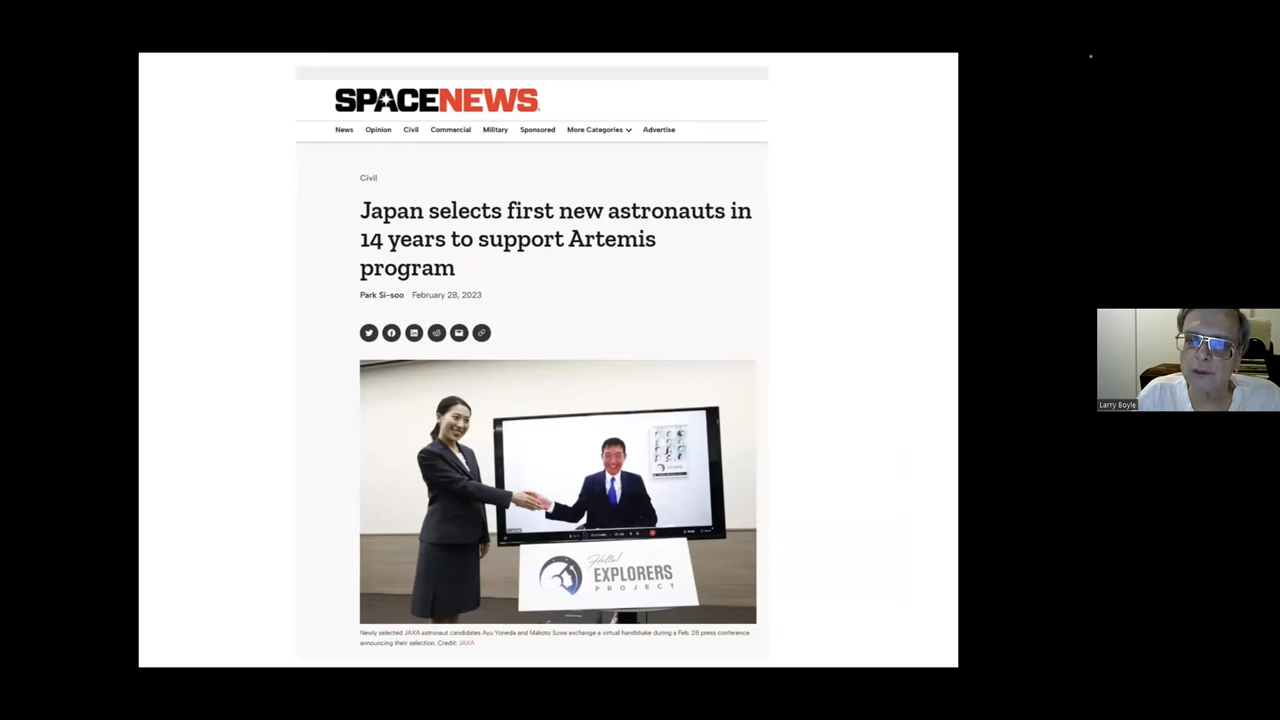 SPACENEWS
News Opinion Civil Commercial Military Sponsored More Categories Advertise
Civil
Japan selects first new astronauts in
14 years to support Artemis
program
Park Si-soo February 28, 2023
Hello!
EXPLORERS
PROJECT
Newly selected JAXA astronaut candidates Ayu Yoneda and Makoto Suwa exchange a virtual handshake during a Feb. 28 press conference
announcing their selection. Credit: JAXA
Larry Boyle